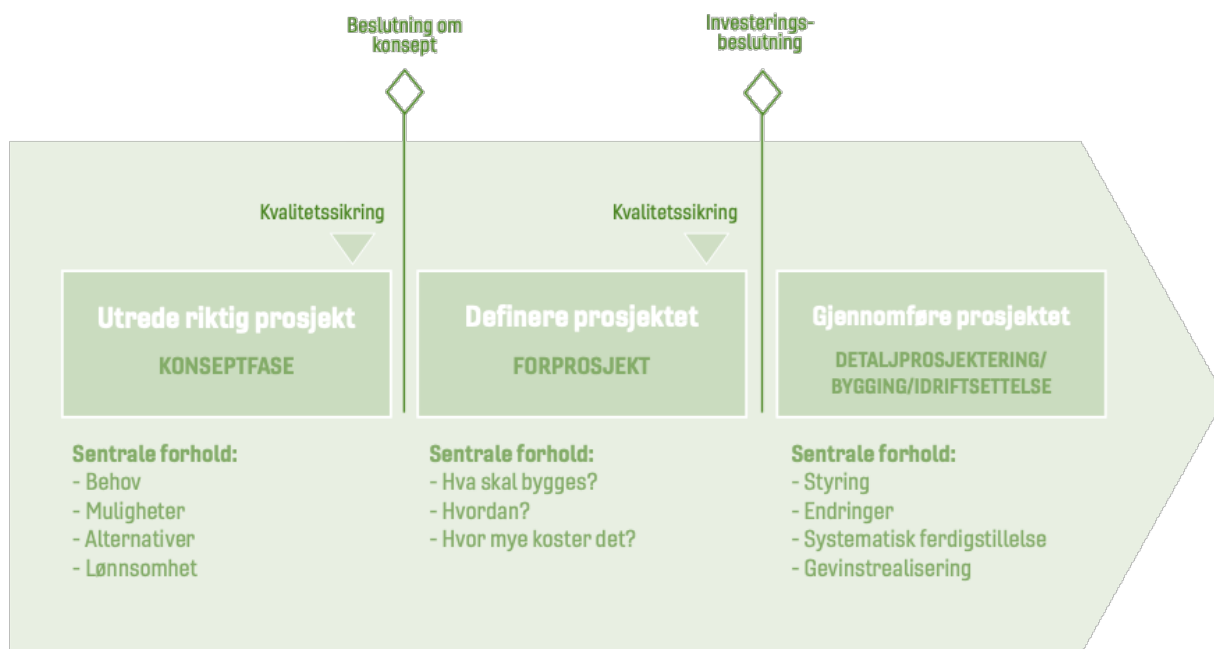 Beslutning om
konsept
Investerings-
beslutning
Kvalitetssikring
Kvalitetssikring
Utrede riktig prosjekt
KONSEPTFASE
Definere prosjektet
FORPROSJEKT
Gjennomføre prosjektet
DETALJPROSJEKTERING/
BYGGING/IDRIFTSETTELSE
Sentrale forhold:
- Behov
- Muligheter
- Alternativer
- Lønnsomhet
Sentrale forhold:
- Hva skal bygges?
- Hvordan?
- Hvor mye koster det?
Sentrale forhold:
- Styring
- Endringer
- Systematisk ferdigstillelse
- Gevinstrealisering